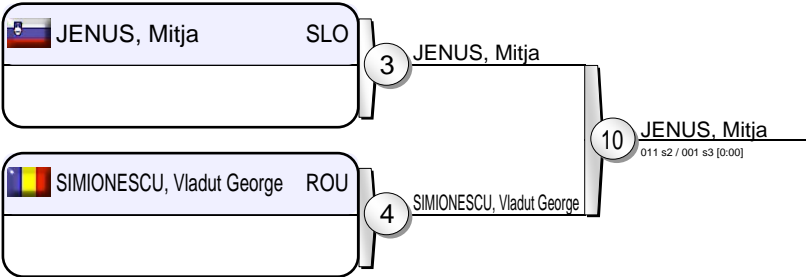 JENUS, Mitja SLO
3
JENUS, Mitja
10
JENUS, Mitja
011 s2 / 001 s3 [0:00]
SIMIONESCU, Vladut George ROU
4
SIMIONESCU, Vladut George